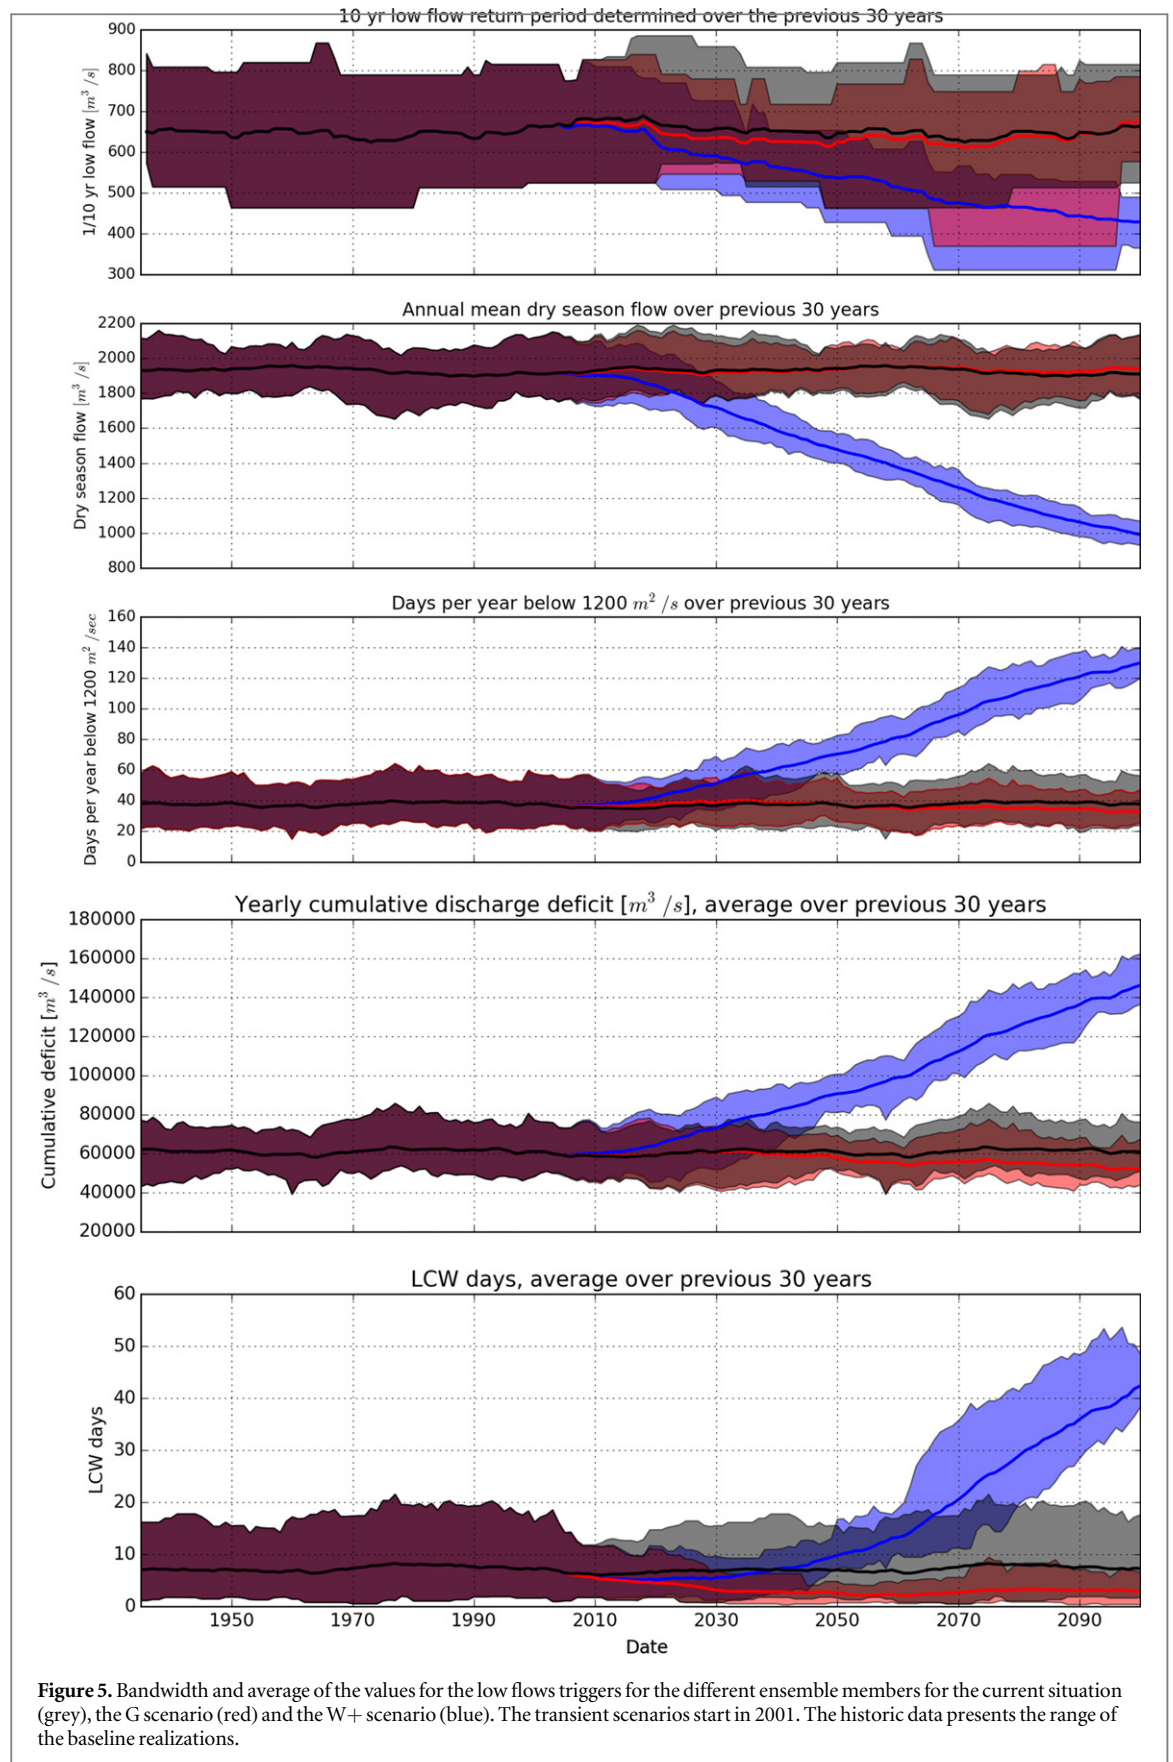 10 yr low flow return period determined over the previous 30 years
1/10 yr low flow [m³/s]
900
800
700
600
500
400
300
Annual mean dry season flow over previous 30 years
Dry season flow [m³/s]
2200
2000
1800
1600
1400
1200
1000
800
Days per year below 1200 m²/s over previous 30 years
Days per year below 1200 m²/sec
160
140
120
100
80
60
40
20
0
Yearly cumulative discharge deficit [m³/s], average over previous 30 years
Cumulative deficit [m³/s]
180000
160000
140000
120000
100000
80000
60000
40000
20000
LCW days, average over previous 30 years
LCW days
60
50
40
30
20
10
0
1950 1970 1990 2010 2030 2050 2070 2090
Date
Figure 5. Bandwidth and average of the values for the low flows triggers for the different ensemble members for the current situation
(grey), the G scenario (red) and the W+ scenario (blue). The transient scenarios start in 2001. The historic data presents the range of
the baseline realizations.